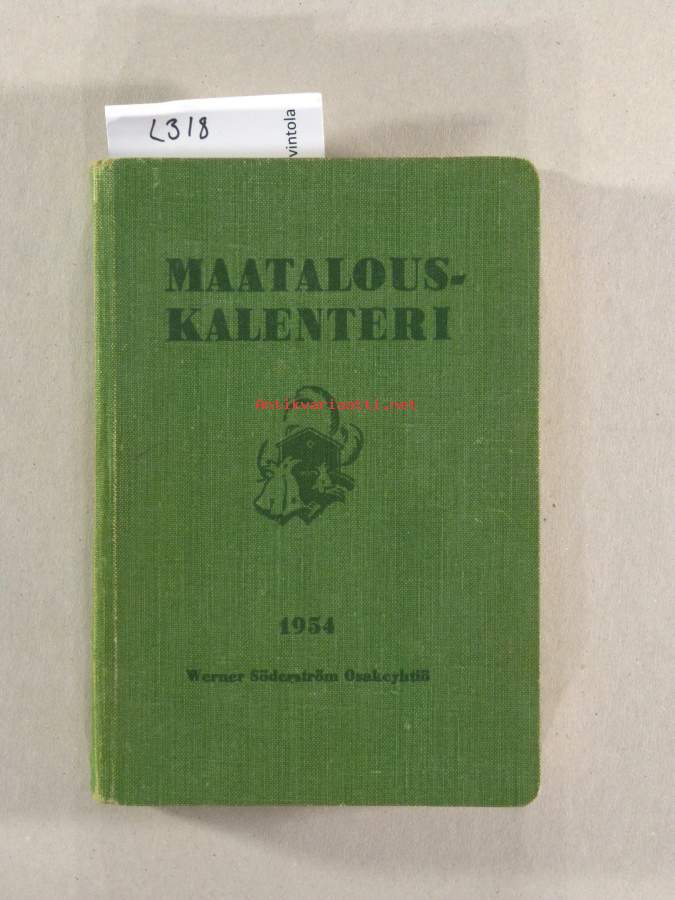 L318
vintola
MAATALOUS-
KALENTERI
Antikvariaatti.net
1954
Werner Söderström Osakeyhtiö